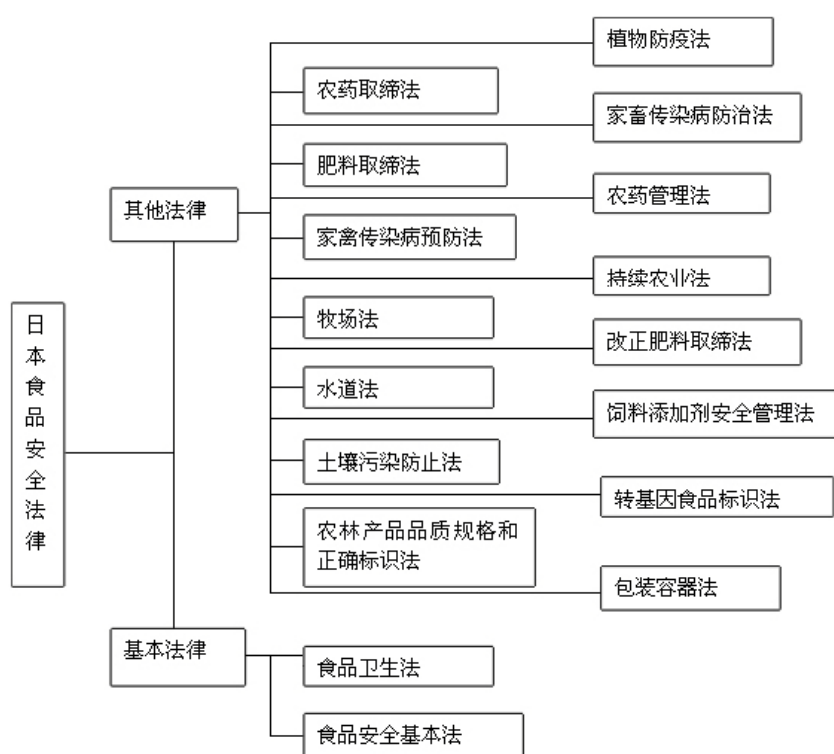 植物防疫法
农药取缔法
家畜传染病防治法
肥料取缔法
其他法律
农药管理法
家禽传染病预防法
持续农业法
日本食品安全法律
牧场法
改正肥料取缔法
水道法
饲料添加剂安全管理法
土壤污染防止法
转基因食品标识法
农林产品品质规格和
正确标识法
包装容器法
基本法律
食品卫生法
食品安全基本法